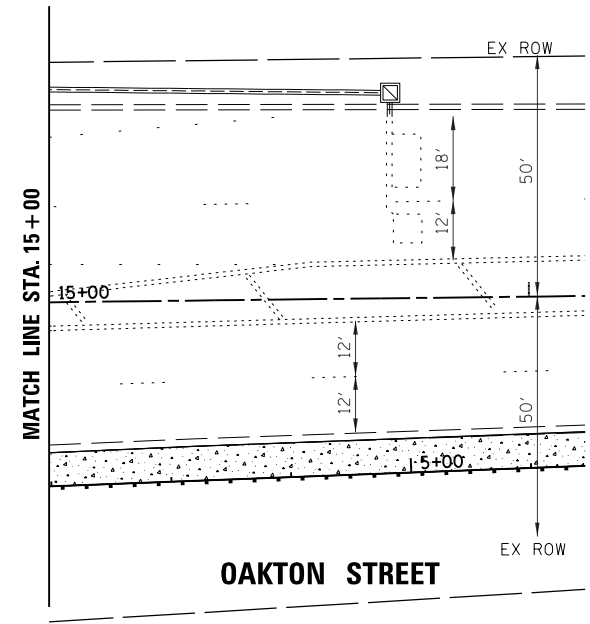 EX ROW
MATCH LINE STA. 15+00
18'
50'
12'
15+00
12'
12'
50'
5+00
EX ROW
OAKTON STREET